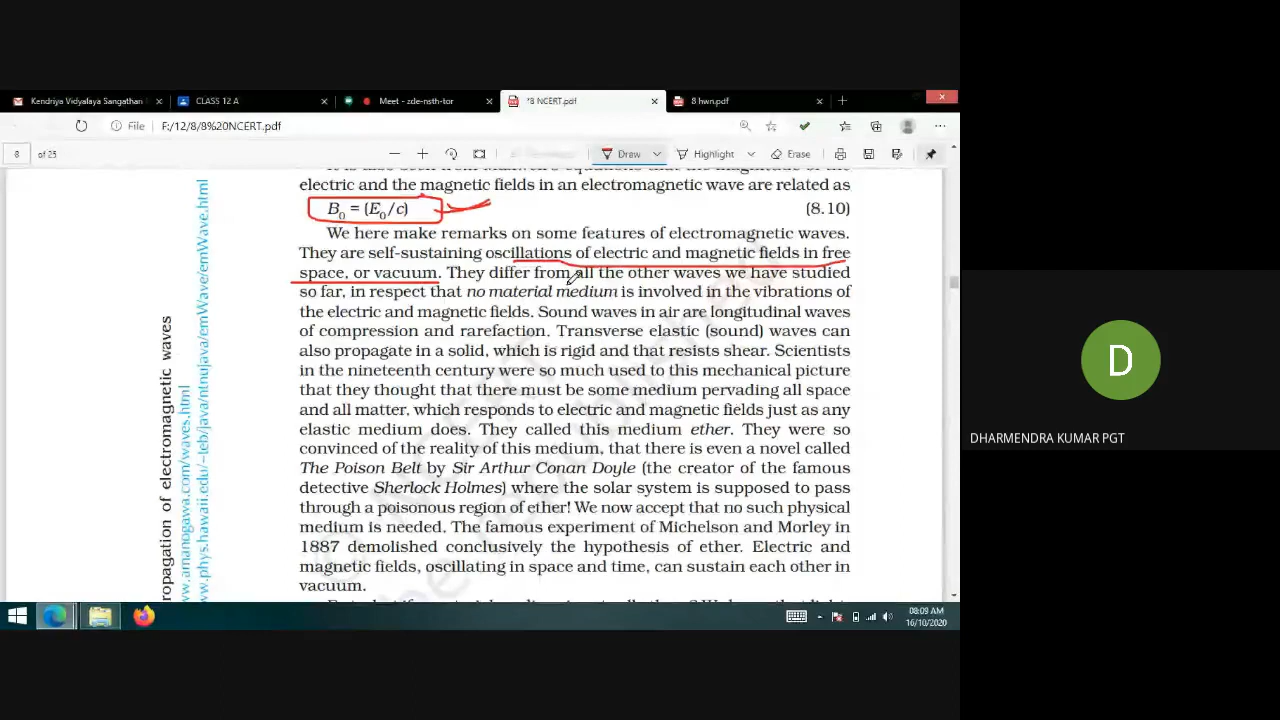 Kendriya Vidyalaya Sangathan
CLASS 12 A
Meet - zde-nsth-tor
*8 NCERT.pdf
8 hwn.pdf
File
F:/12/8/8%20NCERT.pdf
8 of 25
Draw
Highlight
Erase
electric and the magnetic fields in an electromagnetic wave are related as
B0 = (E0/c) (8.10)
We here make remarks on some features of electromagnetic waves.
They are self-sustaining oscillations of electric and magnetic fields in free
space, or vacuum. They differ from all the other waves we have studied
so far, in respect that no material medium is involved in the vibrations of
the electric and magnetic fields. Sound waves in air are longitudinal waves
of compression and rarefaction. Transverse elastic (sound) waves can
also propagate in a solid, which is rigid and that resists shear. Scientists
in the nineteenth century were so much used to this mechanical picture
that they thought that there must be some medium pervading all space
and all matter, which responds to electric and magnetic fields just as any
elastic medium does. They called this medium ether. They were so
convinced of the reality of this medium, that there is even a novel called
The Poison Belt by Sir Arthur Conan Doyle (the creator of the famous
detective Sherlock Holmes) where the solar system is supposed to pass
through a poisonous region of ether! We now accept that no such physical
medium is needed. The famous experiment of Michelson and Morley in
1887 demolished conclusively the hypothesis of ether. Electric and
magnetic fields, oscillating in space and time, can sustain each other in
vacuum.
ropagation of electromagnetic waves
ww.amanogawa.com/waves.html
ww.phys.hawaii.edu/~teb/java/ntnujava/emWave/emWave.html
© NCERT
08:09 AM
16/10/2020
D
DHARMENDRA KUMAR PGT